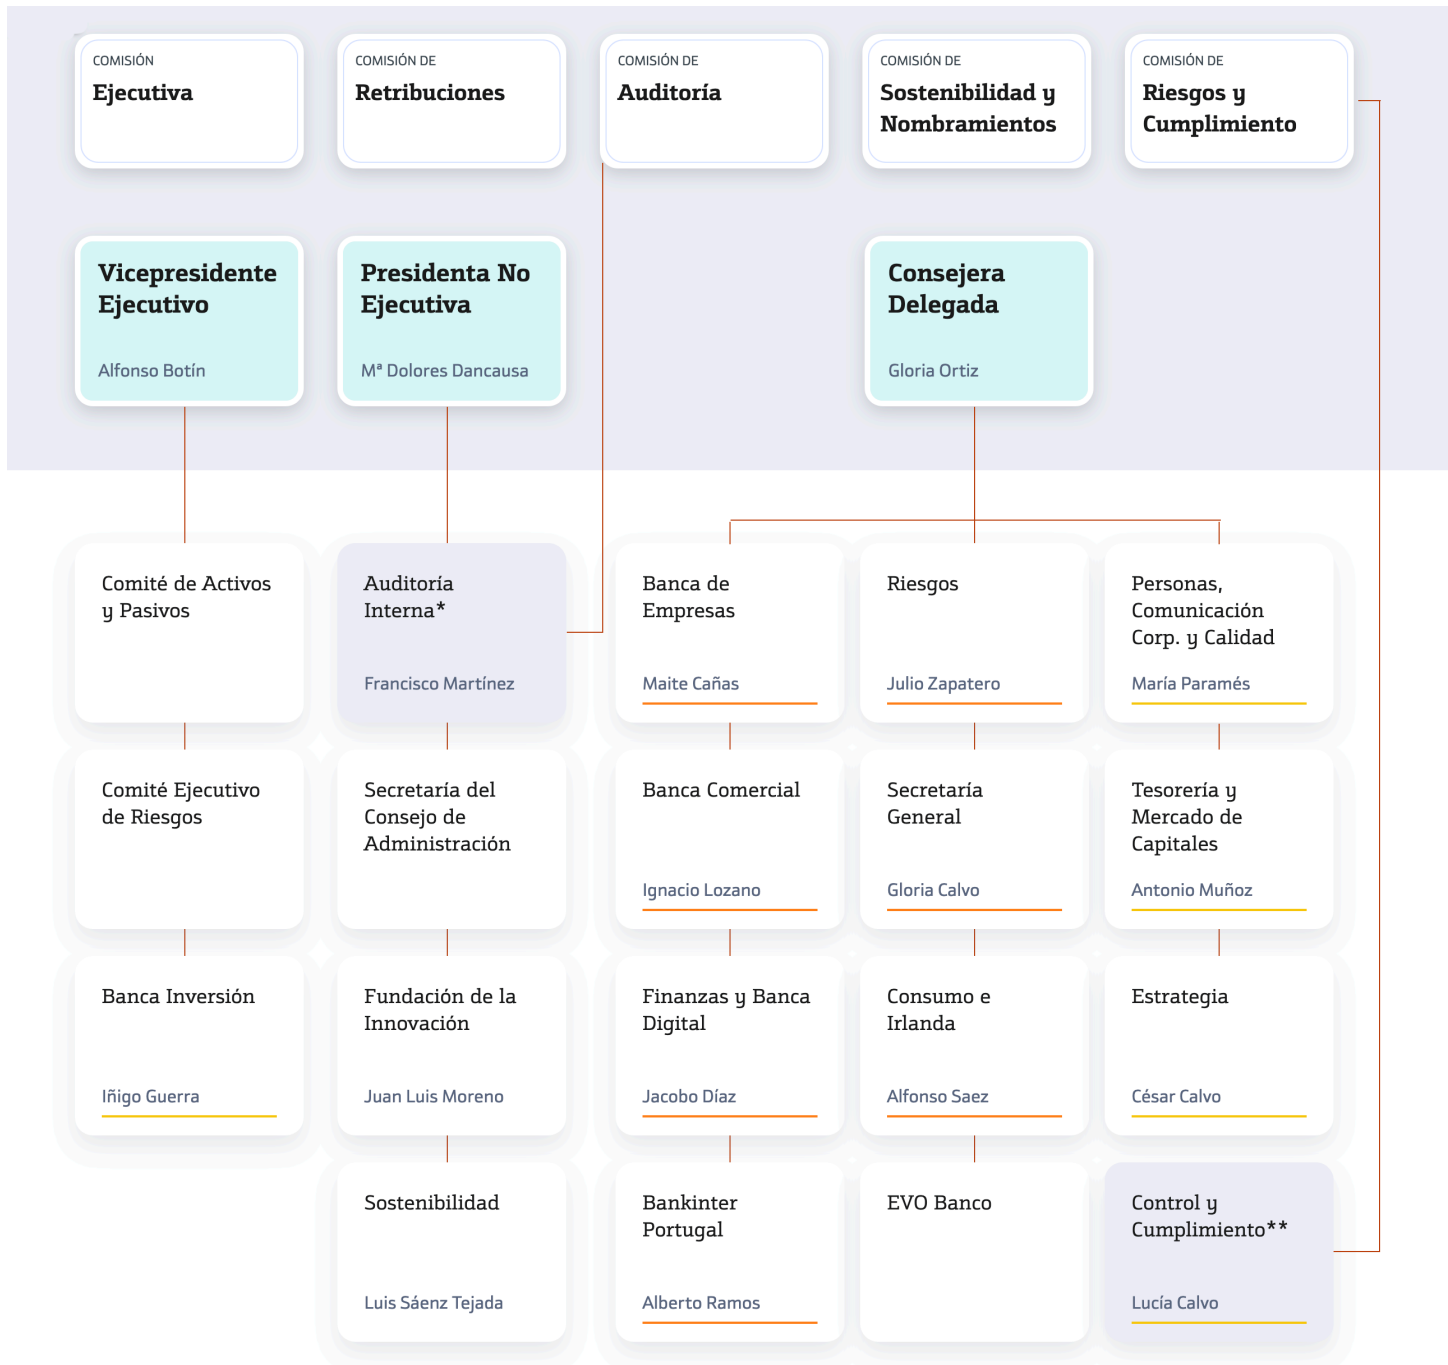 COMISIÓN
Ejecutiva
COMISIÓN DE
Retribuciones
COMISIÓN DE
Auditoría
COMISIÓN DE
Sostenibilidad y
Nombramientos
COMISIÓN DE
Riesgos y
Cumplimiento
Vicepresidente
Ejecutivo
Alfonso Botín
Presidenta No
Ejecutiva
Mª Dolores Dancausa
Consejera
Delegada
Gloria Ortiz
Comité de Activos
y Pasivos
Auditoría
Interna*
Francisco Martínez
Banca de
Empresas
Maite Cañas
Riesgos
Julio Zapatero
Personas,
Comunicación
Corp. y Calidad
María Paramés
Comité Ejecutivo
de Riesgos
Secretaría del
Consejo de
Administración
Banca Comercial
Ignacio Lozano
Secretaría
General
Gloria Calvo
Tesorería y
Mercado de
Capitales
Antonio Muñoz
Banca Inversión
Iñigo Guerra
Fundación de la
Innovación
Juan Luis Moreno
Finanzas y Banca
Digital
Jacobo Díaz
Consumo e
Irlanda
Alfonso Saez
Estrategia
César Calvo
Sostenibilidad
Luis Sáenz Tejada
Bankinter
Portugal
Alberto Ramos
EVO Banco
Control y
Cumplimiento**
Lucía Calvo